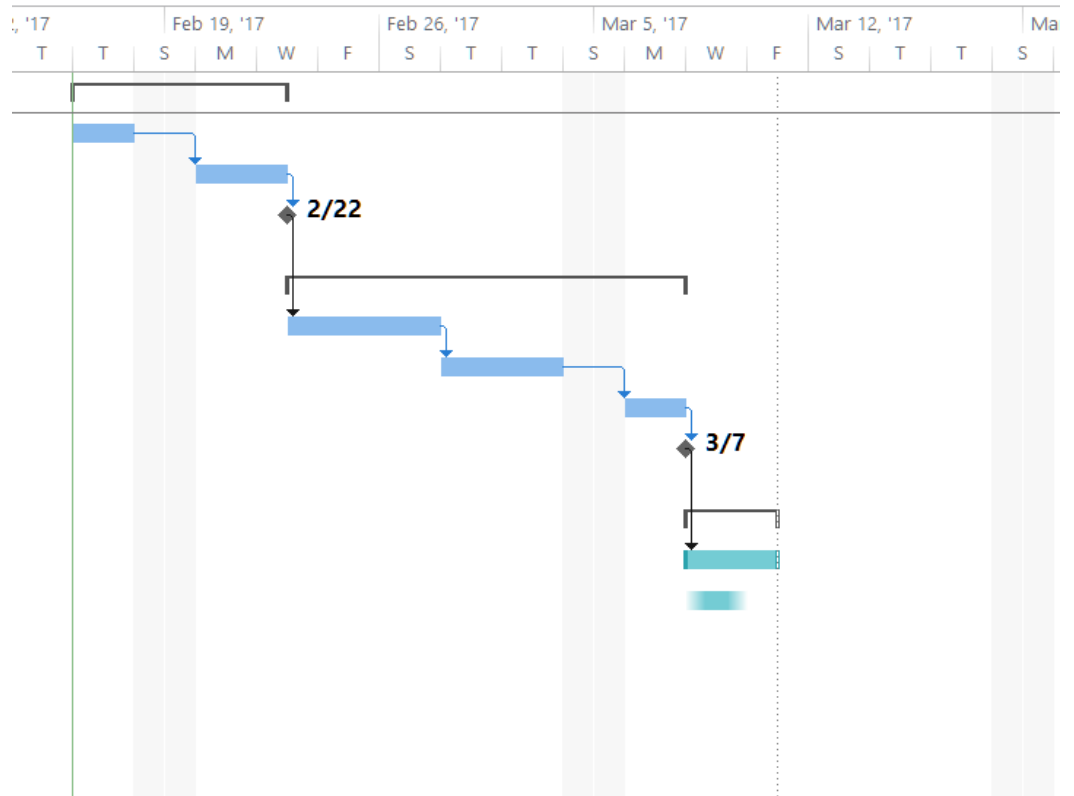 , '17 Feb 19, '17 Feb 26, '17 Mar 5, '17 Mar 12, '17 Ma
T T S M W F S T T S M W F S T T S
2/22
3/7